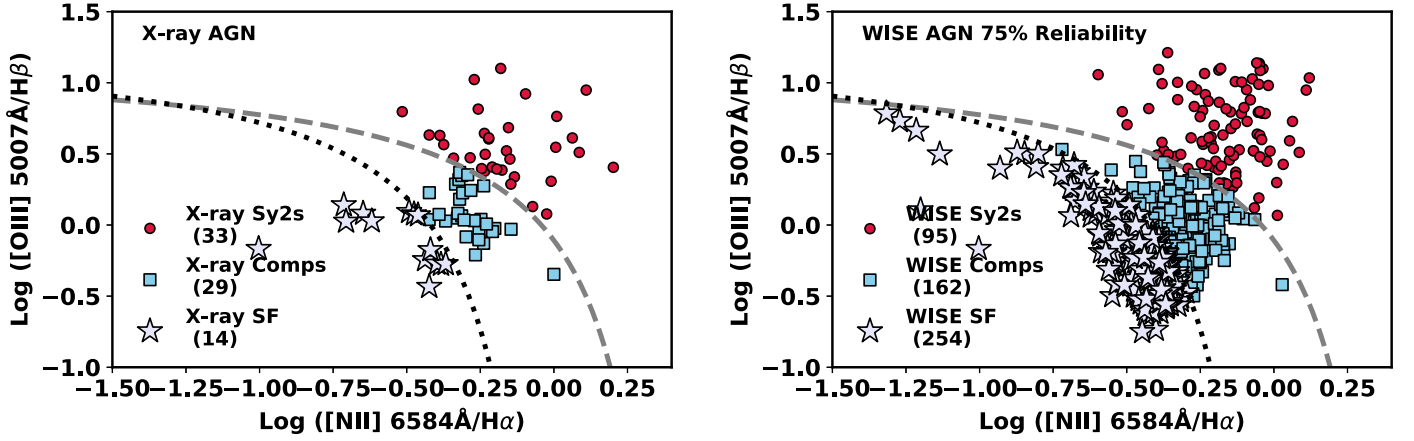 X-ray AGN
Log ([OIII] 5007Å/Hβ)
1.5
1.0
0.5
0.0
−0.5
−1.0
X-ray Sy2s
(33)
X-ray Comps
(29)
X-ray SF
(14)
−1.50 −1.25 −1.00 −0.75 −0.50 −0.25 0.00 0.25
Log ([NII] 6584Å/Hα)
WISE AGN 75% Reliability
Log ([OIII] 5007Å/Hβ)
1.5
1.0
0.5
0.0
−0.5
−1.0
WISE Sy2s
(95)
WISE Comps
(162)
WISE SF
(254)
−1.50 −1.25 −1.00 −0.75 −0.50 −0.25 0.00 0.25
Log ([NII] 6584Å/Hα)